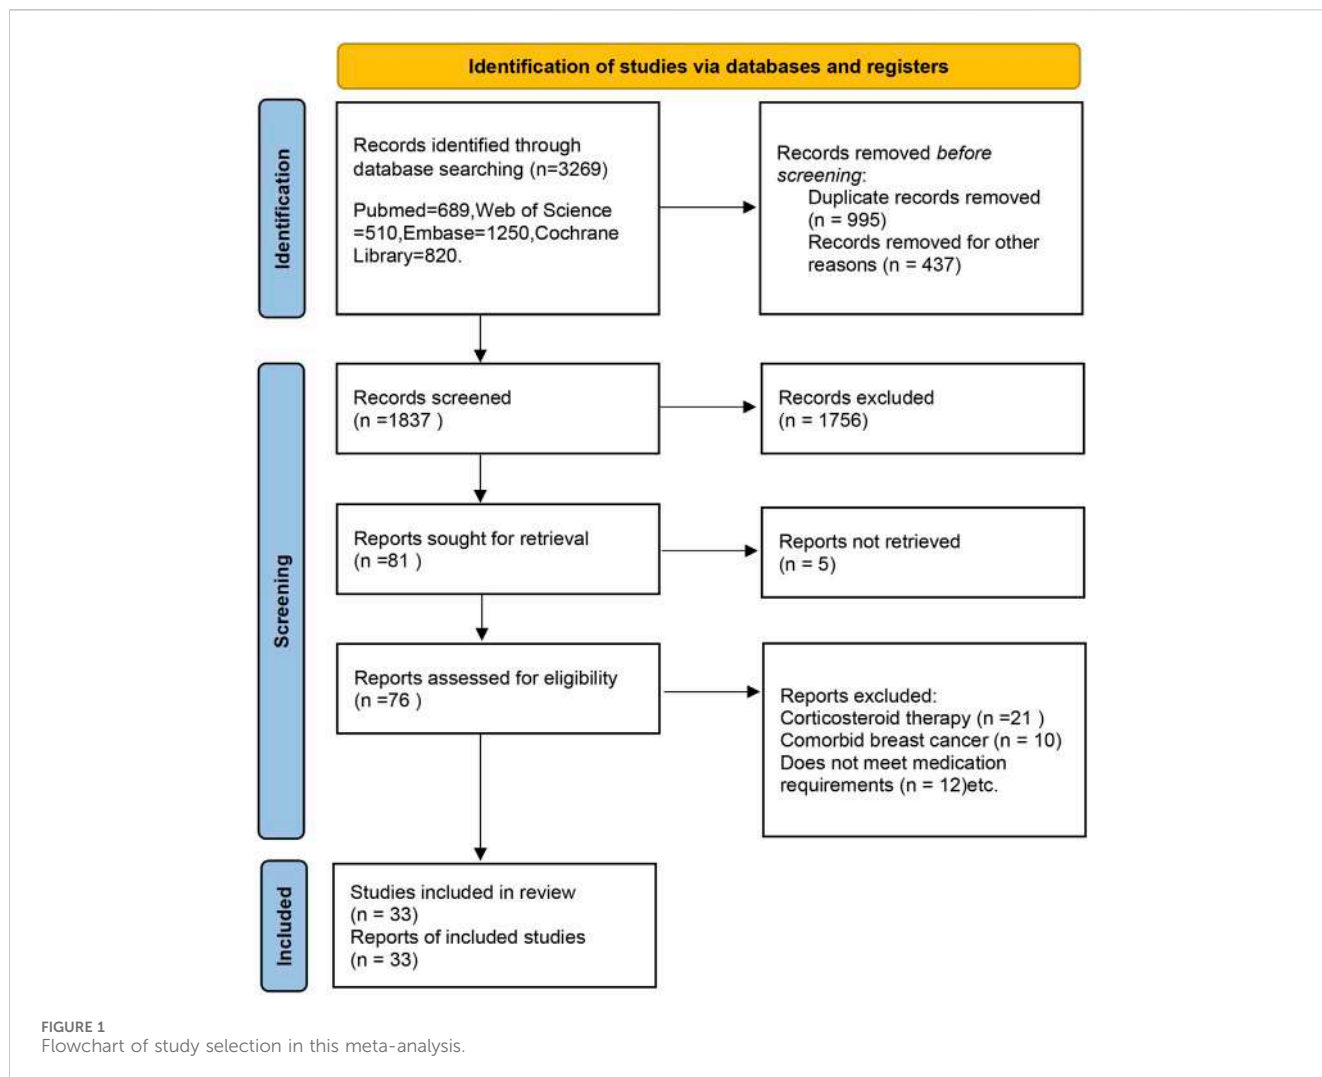 Identification of studies via databases and registers
Identification
Records identified through
database searching (n=3269)
Pubmed=689,Web of Science
=510,Embase=1250,Cochrane
Library=820.
Records removed before
screening:
Duplicate records removed
(n = 995)
Records removed for other
reasons (n = 437)
Screening
Records screened
(n =1837 )
Records excluded
(n = 1756)
Reports sought for retrieval
(n =81 )
Reports not retrieved
(n = 5)
Reports assessed for eligibility
(n =76 )
Reports excluded:
Corticosteroid therapy (n =21 )
Comorbid breast cancer (n = 10)
Does not meet medication
requirements (n = 12)etc.
Included
Studies included in review
(n = 33)
Reports of included studies
(n = 33)
FIGURE 1
Flowchart of study selection in this meta-analysis.